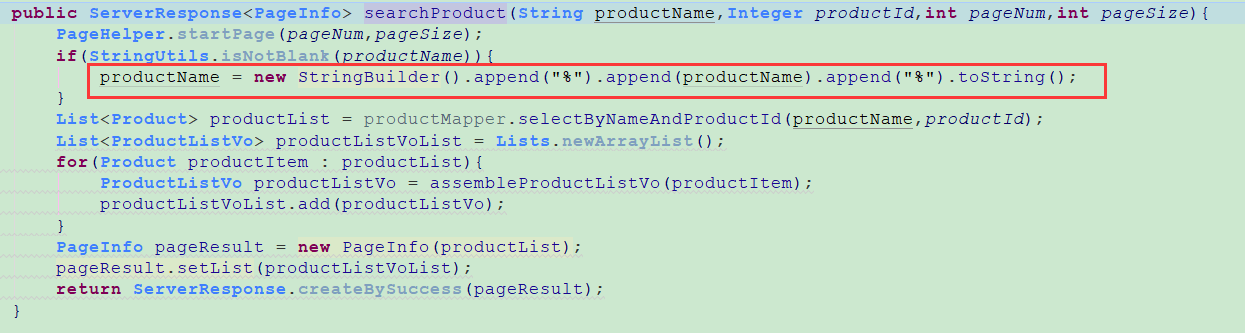 public ServerResponse<PageInfo> searchProduct(String productName,Integer productId,int pageNum,int pageSize){
PageHelper.startPage(pageNum,pageSize);
if(StringUtils.isNotBlank(productName)){
productName = new StringBuilder().append("%").append(productName).append("%").toString();
}
List<Product> productList = productMapper.selectByNameAndProductId(productName,productId);
List<ProductListVo> productListVoList = Lists.newArrayList();
for(Product productItem : productList){
ProductListVo productListVo = assembleProductListVo(productItem);
productListVoList.add(productListVo);
}
PageInfo pageResult = new PageInfo(productList);
pageResult.setList(productListVoList);
return ServerResponse.createBySuccess(pageResult);
}